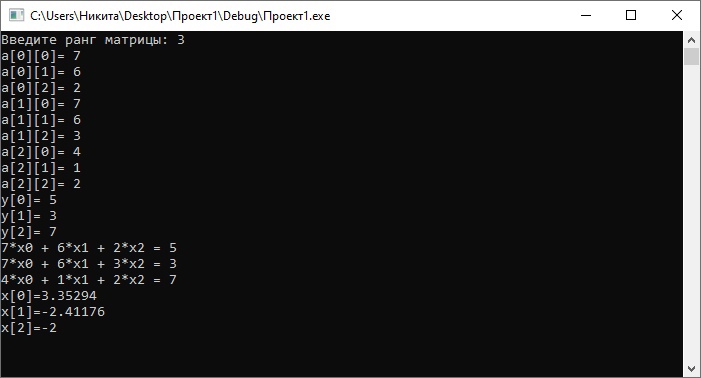 C:\Users\Никита\Desktop\Проект1\Debug\Проект1.exe
Введите ранг матрицы: 3
a[0][0]= 7
a[0][1]= 6
a[0][2]= 2
a[1][0]= 7
a[1][1]= 6
a[1][2]= 3
a[2][0]= 4
a[2][1]= 1
a[2][2]= 2
y[0]= 5
y[1]= 3
y[2]= 7
7*x0 + 6*x1 + 2*x2 = 5
7*x0 + 6*x1 + 3*x2 = 3
4*x0 + 1*x1 + 2*x2 = 7
x[0]=3.35294
x[1]=-2.41176
x[2]=-2